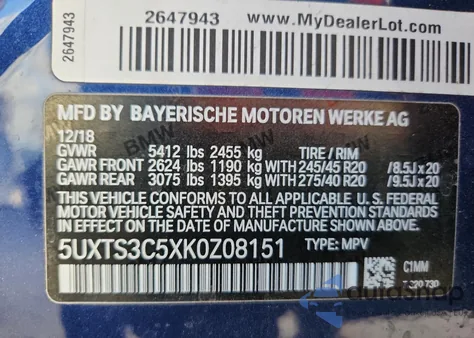 2647943
2647943 www.MyDealerLot.com
MFD BY BAYERISCHE MOTOREN WERKE AG
12/18
GVWR 5412 lbs 2455 kg TIRE / RIM
GAWR FRONT 2624 lbs 1190 kg WITH 245/45 R20 /8.5J x 20
GAWR REAR 3075 lbs 1395 kg WITH 275/40 R20 /9.5J x 20
THIS VEHICLE CONFORMS TO ALL APPLICABLE U. S. FEDERAL
MOTOR VEHICLE SAFETY AND THEFT PREVENTION STANDARDS
IN EFFECT ON THE DATE OF MANUFACTURE SHOWN ABOVE.
5UXTS3C5XK0Z08151 TYPE: MPV
C1MM
autosnap